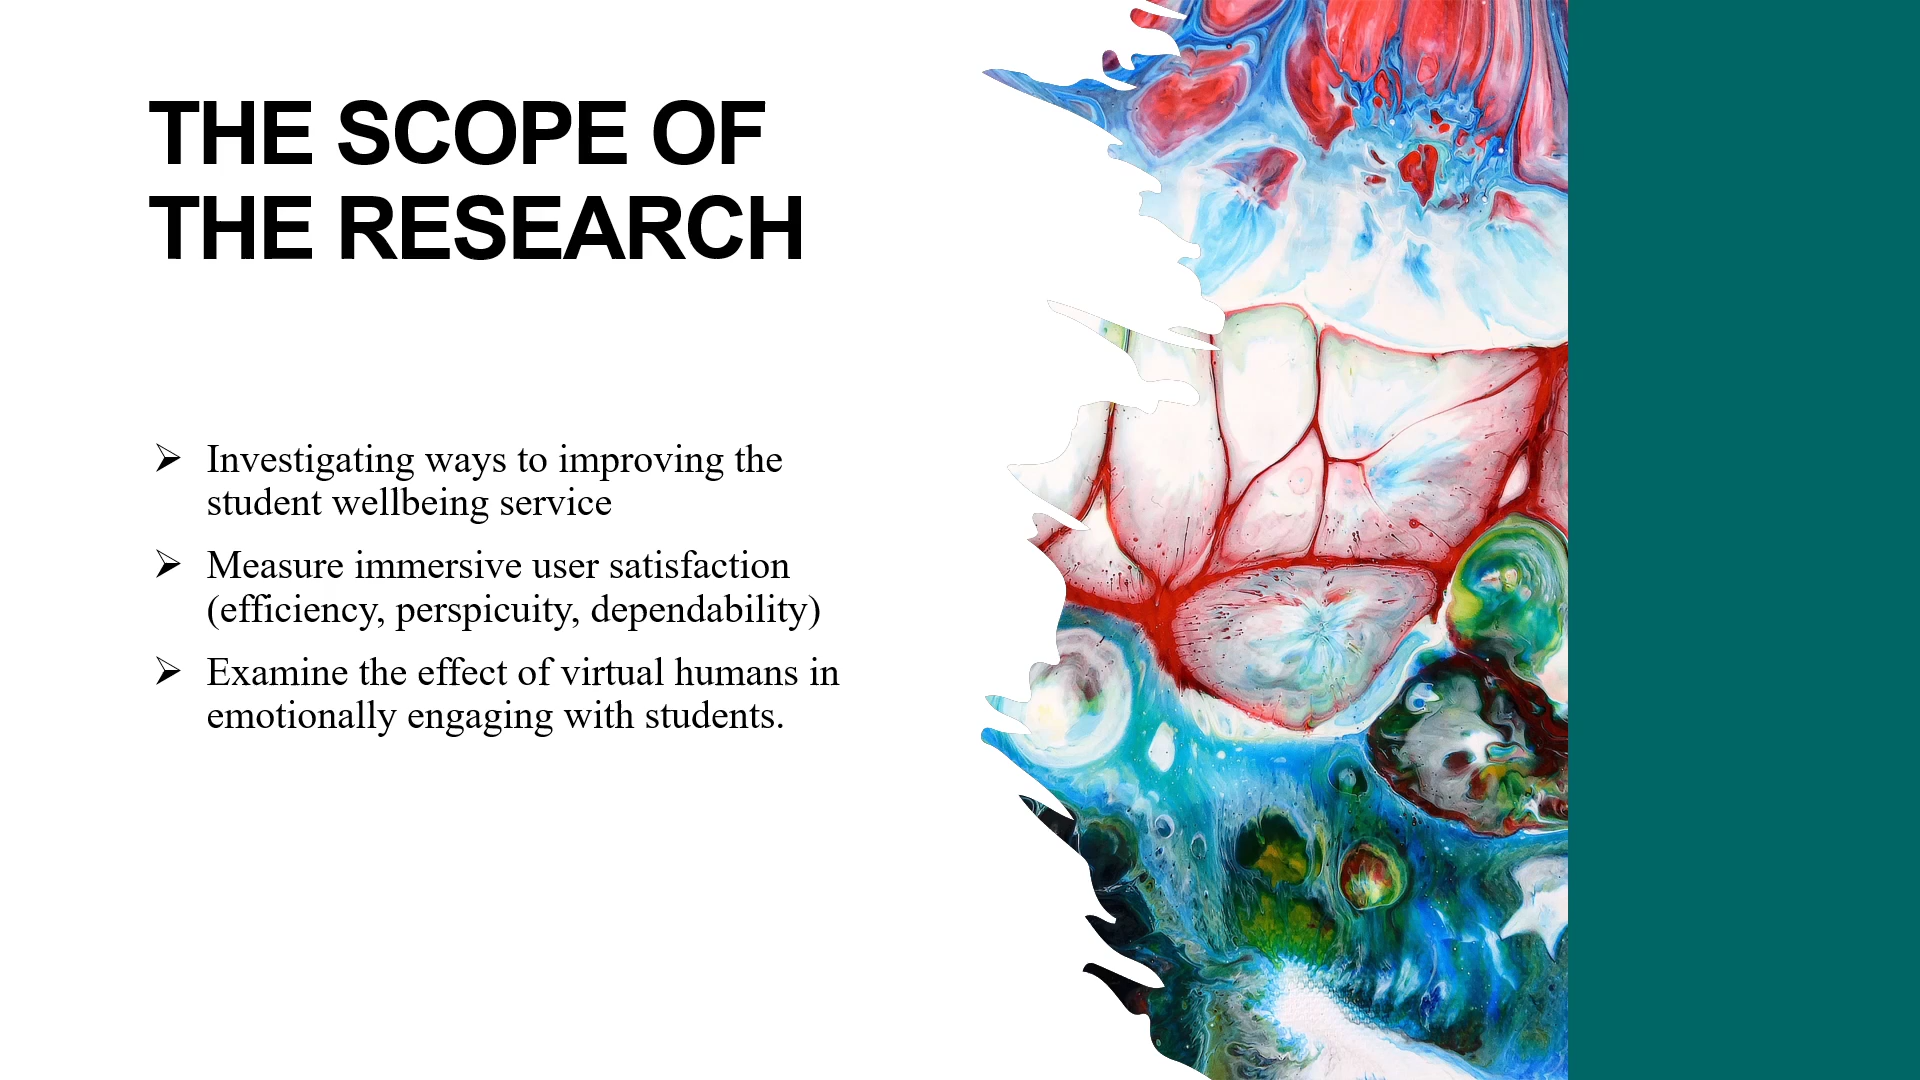 THE SCOPE OF
THE RESEARCH
➢ Investigating ways to improving the
student wellbeing service
➢ Measure immersive user satisfaction
(efficiency, perspicuity, dependability)
➢ Examine the effect of virtual humans in
emotionally engaging with students.